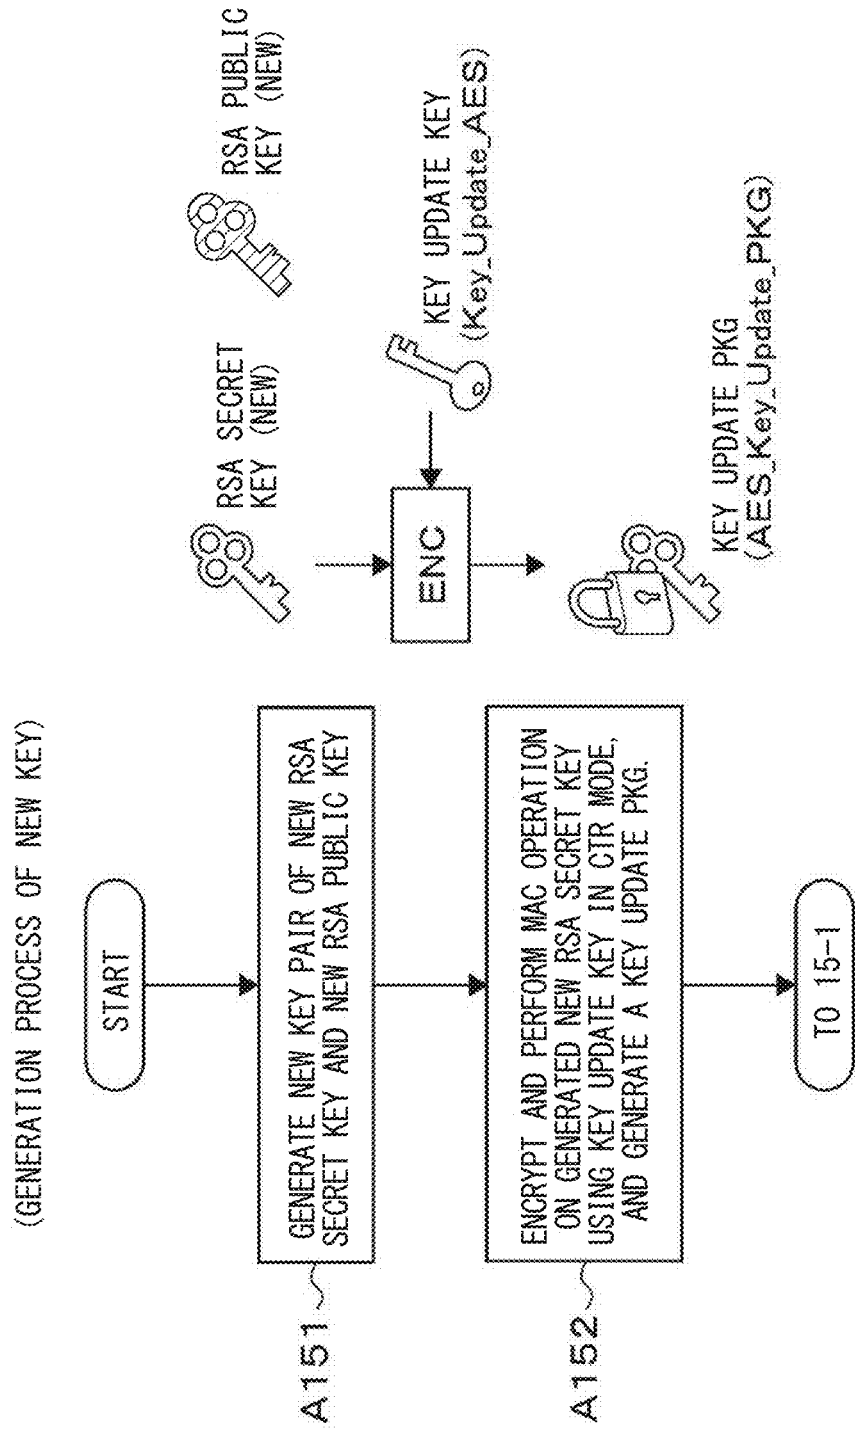 (GENERATION PROCESS OF NEW KEY)
START
A151
GENERATE NEW KEY PAIR OF NEW RSA
SECRET KEY AND NEW RSA PUBLIC KEY
A152
ENCRYPT AND PERFORM MAC OPERATION
ON GENERATED NEW RSA SECRET KEY
USING KEY UPDATE KEY IN CTR MODE,
AND GENERATE A KEY UPDATE PKG.
TO 15-1
RSA SECRET
KEY (NEW)
RSA PUBLIC
KEY (NEW)
ENC
KEY UPDATE KEY
(Key_Update_AES)
KEY UPDATE PKG
(AES_Key_Update_PKG)